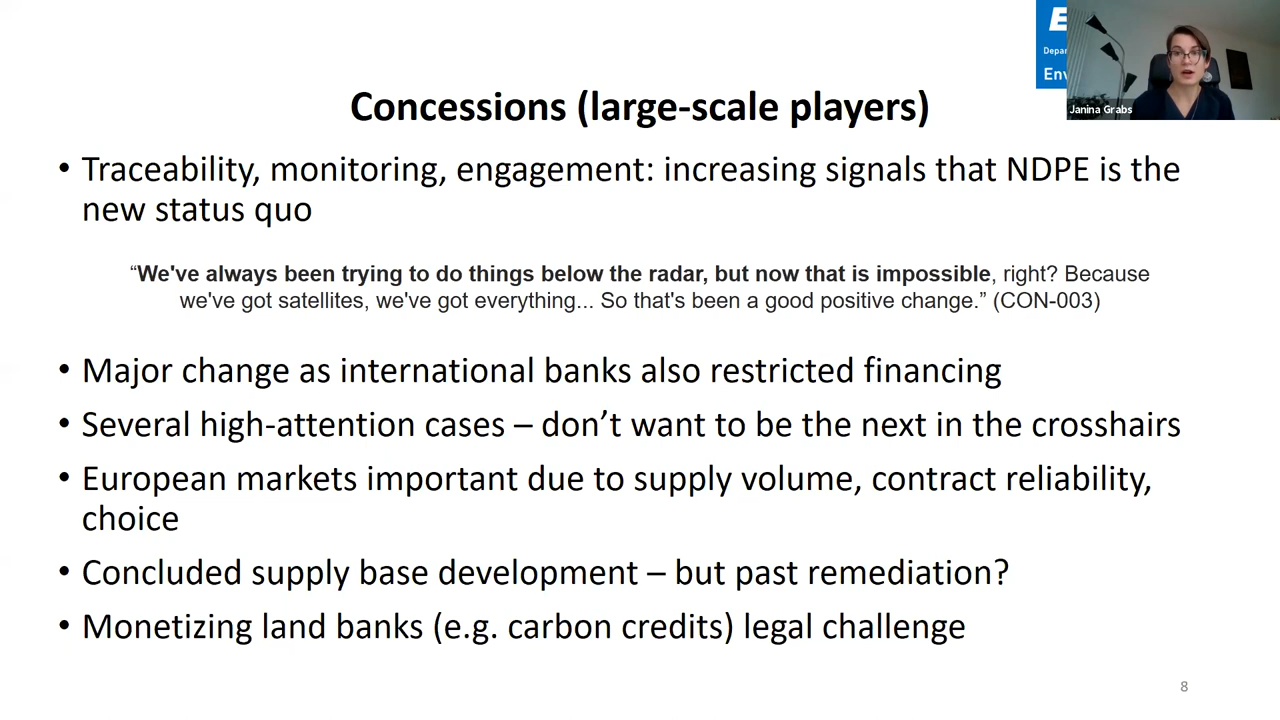 E
Depar
Env
Janina Grabs
Concessions (large-scale players)
• Traceability, monitoring, engagement: increasing signals that NDPE is the
new status quo
“We've always been trying to do things below the radar, but now that is impossible, right? Because
we've got satellites, we've got everything... So that's been a good positive change.” (CON-003)
• Major change as international banks also restricted financing
• Several high-attention cases – don’t want to be the next in the crosshairs
• European markets important due to supply volume, contract reliability,
choice
• Concluded supply base development – but past remediation?
• Monetizing land banks (e.g. carbon credits) legal challenge
8